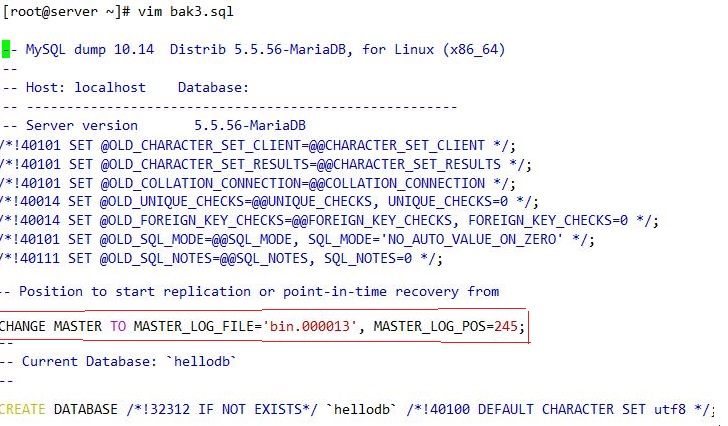 [root@server ~]# vim bak3.sql
-- MySQL dump 10.14  Distrib 5.5.56-MariaDB, for Linux (x86_64)
--
-- Host: localhost    Database:
-- ------------------------------------------------------
-- Server version       5.5.56-MariaDB
/*!40101 SET @OLD_CHARACTER_SET_CLIENT=@@CHARACTER_SET_CLIENT */;
/*!40101 SET @OLD_CHARACTER_SET_RESULTS=@@CHARACTER_SET_RESULTS */;
/*!40101 SET @OLD_COLLATION_CONNECTION=@@COLLATION_CONNECTION */;
/*!40014 SET @OLD_UNIQUE_CHECKS=@@UNIQUE_CHECKS, UNIQUE_CHECKS=0 */;
/*!40014 SET @OLD_FOREIGN_KEY_CHECKS=@@FOREIGN_KEY_CHECKS, FOREIGN_KEY_CHECKS=0 */;
/*!40101 SET @OLD_SQL_MODE=@@SQL_MODE, SQL_MODE='NO_AUTO_VALUE_ON_ZERO' */;
/*!40111 SET @OLD_SQL_NOTES=@@SQL_NOTES, SQL_NOTES=0 */;
-- Position to start replication or point-in-time recovery from
CHANGE MASTER TO MASTER_LOG_FILE='bin.000013', MASTER_LOG_POS=245;
--
-- Current Database: `hellodb`
--
CREATE DATABASE /*!32312 IF NOT EXISTS*/ `hellodb` /*!40100 DEFAULT CHARACTER SET utf8 */;